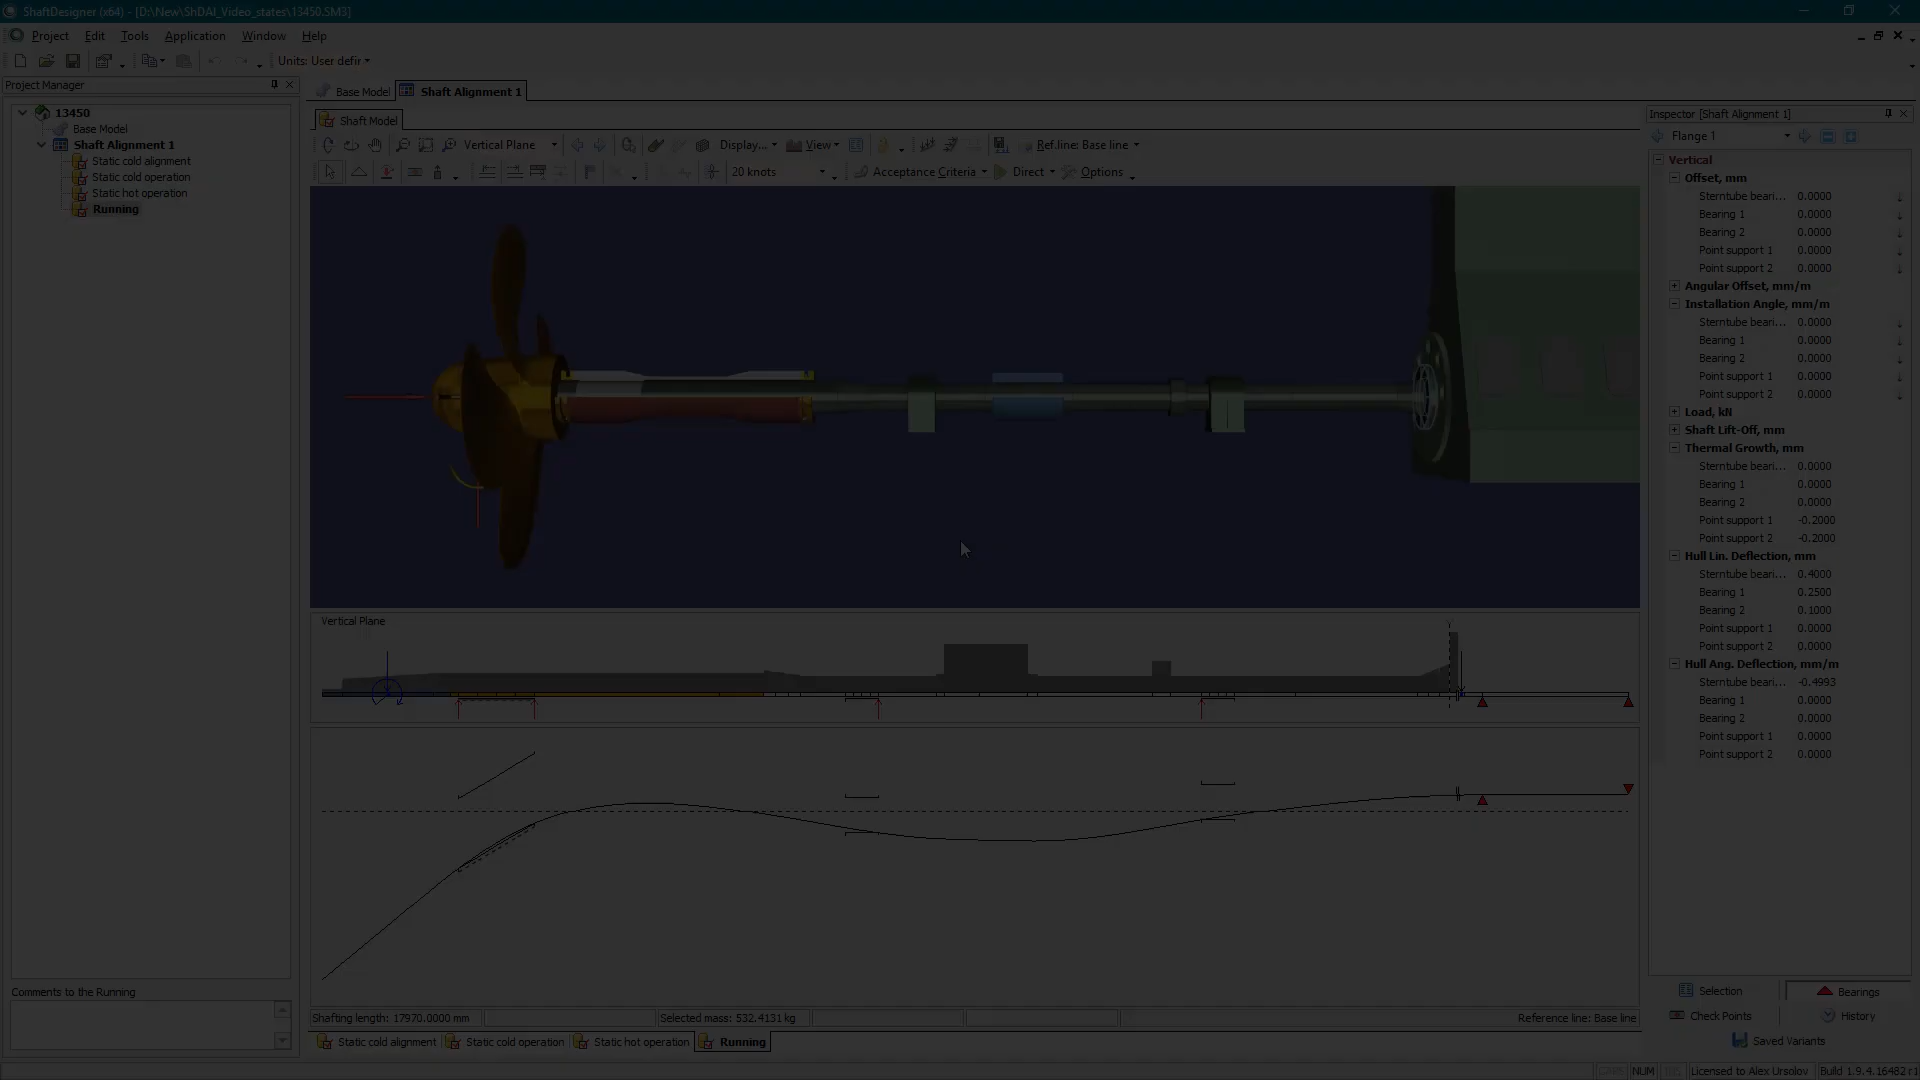 ShaftDesigner (x64) - [D:\New\ShDAI_Video_states\13450.SM3]
Project Edit Tools Application Window Help
Units: User defir
Project Manager
13450
Base Model
Shaft Alignment 1
Static cold alignment
Static cold operation
Static hot operation
Running
Comments to the Running
Base Model Shaft Alignment 1
Shaft Model
Vertical Plane Display... View Ref.line: Base line
20 knots Acceptance Criteria Direct Options
Vertical Plane
Shafting length: 17970.0000 mm Selected mass: 532.4131 kg Reference line: Base line
Static cold alignment Static cold operation Static hot operation Running
Inspector [Shaft Alignment 1]
Flange 1
Vertical
Offset, mm
Sterntube beari... 0.0000
Bearing 1 0.0000
Bearing 2 0.0000
Point support 1 0.0000
Point support 2 0.0000
Angular Offset, mm/m
Installation Angle, mm/m
Sterntube beari... 0.0000
Bearing 1 0.0000
Bearing 2 0.0000
Point support 1 0.0000
Point support 2 0.0000
Load, kN
Shaft Lift-Off, mm
Thermal Growth, mm
Sterntube beari... 0.0000
Bearing 1 0.0000
Bearing 2 0.0000
Point support 1 -0.2000
Point support 2 -0.2000
Hull Lin. Deflection, mm
Sterntube beari... 0.4000
Bearing 1 0.2500
Bearing 2 0.1000
Point support 1 0.0000
Point support 2 0.0000
Hull Ang. Deflection, mm/m
Sterntube beari... -0.4993
Bearing 1 0.0000
Bearing 2 0.0000
Point support 1 0.0000
Point support 2 0.0000
Selection Bearings
Check Points History
Saved Variants
NUM Licensed to Alex Ursolov Build 1.9.4.16482 r1